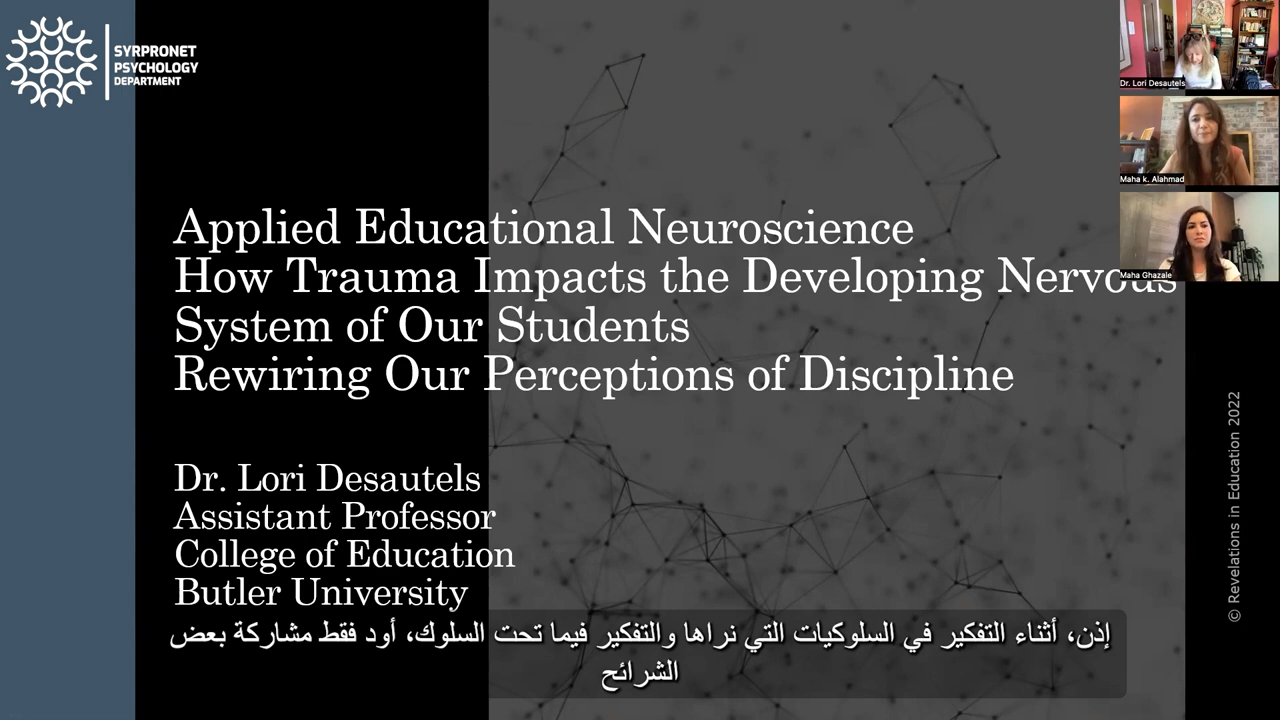 SYRPRONET
PSYCHOLOGY
DEPARTMENT
Dr. Lori Desautels
Maha k. Alahmad
Maha Ghazale
Applied Educational Neuroscience
How Trauma Impacts the Developing Nervous
System of Our Students
Rewiring Our Perceptions of Discipline
Dr. Lori Desautels
Assistant Professor
College of Education
Butler University
© Revelations in Education 2022
إذن، أثناء التفكير في السلوكيات التي نراها والتفكير فيما تحت السلوك، أود فقط مشاركة بعض
الشرائح